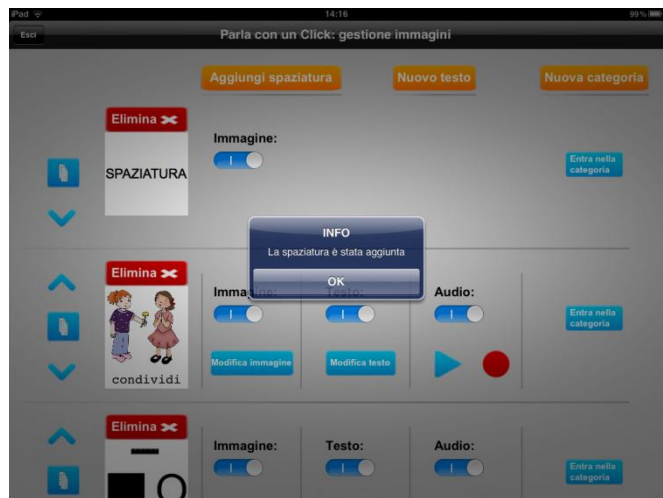 iPad 14:16 99%
Esci Parla con un Click: gestione immagini
Aggiungi spaziatura Nuovo testo Nuova categoria
Elimina
SPAZIATURA
Immagine:
Entra nella
categoria
INFO
La spaziatura è stata aggiunta
OK
Elimina
condividi
Immagine: Testo: Audio:
Modifica immagine Modifica testo
Entra nella
categoria
Elimina
Immagine: Testo: Audio:
Entra nella
categoria